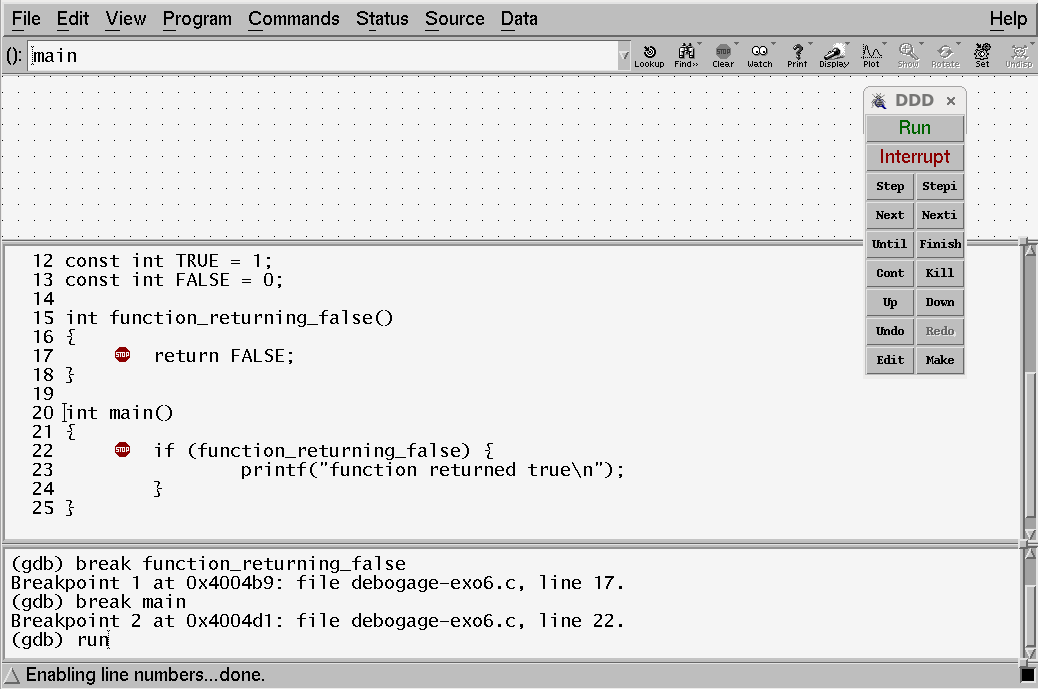 File Edit View Program Commands Status Source Data Help
(): main
Lookup Find>> Clear Watch Print Display Plot Show Rotate Set Undisp
DDD
Run
Interrupt
Step Stepi
Next Nexti
Until Finish
Cont Kill
Up Down
Undo Redo
Edit Make
12 const int TRUE = 1;
13 const int FALSE = 0;
14
15 int function_returning_false()
16 {
17 STOP return FALSE;
18 }
19
20 int main()
21 {
22 STOP if (function_returning_false) {
23 printf("function returned true\n");
24 }
25 }
(gdb) break function_returning_false
Breakpoint 1 at 0x4004b9: file debogage-exo6.c, line 17.
(gdb) break main
Breakpoint 2 at 0x4004d1: file debogage-exo6.c, line 22.
(gdb) run
Enabling line numbers...done.